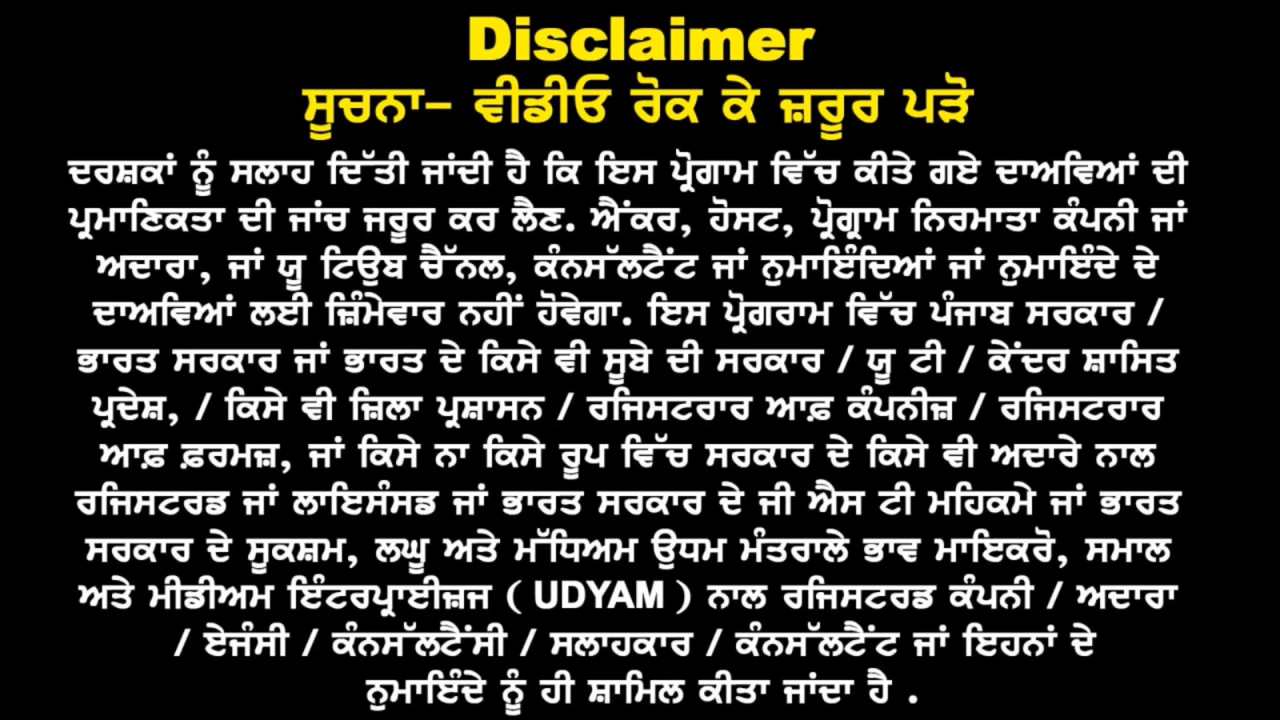 Disclaimer
ਸੂਚਨਾ- ਵੀਡੀਓ ਰੋਕ ਕੇ ਜ਼ਰੂਰ ਪੜੋ
ਦਰਸ਼ਕਾਂ ਨੂੰ ਸਲਾਹ ਦਿੱਤੀ ਜਾਂਦੀ ਹੈ ਕਿ ਇਸ ਪ੍ਰੋਗਾਮ ਵਿੱਚ ਕੀਤੇ ਗਏ ਦਾਅਵਿਆਂ ਦੀ
ਪ੍ਰਮਾਣਿਕਤਾ ਦੀ ਜਾਂਚ ਜਰੂਰ ਕਰ ਲੈਣ. ਐਂਕਰ, ਹੋਸਟ, ਪ੍ਰੋਗ੍ਰਾਮ ਨਿਰਮਾਤਾ ਕੰਪਨੀ ਜਾਂ
ਅਦਾਰਾ, ਜਾਂ ਯੂ ਟਿਊਬ ਚੈੱਨਲ, ਕੰਨਸੱਲਟੈਂਟ ਜਾਂ ਨੁਮਾਇੰਦਿਆਂ ਜਾਂ ਨੁਮਾਇੰਦੇ ਦੇ
ਦਾਅਵਿਆਂ ਲਈ ਜ਼ਿੰਮੇਵਾਰ ਨਹੀਂ ਹੋਵੇਗਾ. ਇਸ ਪ੍ਰੋਗਰਾਮ ਵਿੱਚ ਪੰਜਾਬ ਸਰਕਾਰ /
ਭਾਰਤ ਸਰਕਾਰ ਜਾਂ ਭਾਰਤ ਦੇ ਕਿਸੇ ਵੀ ਸੂਬੇ ਦੀ ਸਰਕਾਰ / ਯੂ ਟੀ / ਕੇਂਦਰ ਸ਼ਾਸਿਤ
ਪ੍ਰਦੇਸ਼, / ਕਿਸੇ ਵੀ ਜ਼ਿਲਾ ਪ੍ਰਸ਼ਾਸਨ / ਰਜਿਸਟਰਾਰ ਆਫ਼ ਕੰਪਨੀਜ਼ / ਰਜਿਸਟਰਾਰ
ਆਫ਼ ਫ਼ਰਮਜ਼, ਜਾਂ ਕਿਸੇ ਨਾ ਕਿਸੇ ਰੂਪ ਵਿੱਚ ਸਰਕਾਰ ਦੇ ਕਿਸੇ ਵੀ ਅਦਾਰੇ ਨਾਲ
ਰਜਿਸਟਰਡ ਜਾਂ ਲਾਇਸੰਸਡ ਜਾਂ ਭਾਰਤ ਸਰਕਾਰ ਦੇ ਜੀ ਐਸ ਟੀ ਮਹਿਕਮੇ ਜਾਂ ਭਾਰਤ
ਸਰਕਾਰ ਦੇ ਸੂਕਸ਼ਮ, ਲਘੂ ਅਤੇ ਮੱਧਿਅਮ ਉਧਮ ਮੰਤਰਾਲੇ ਭਾਵ ਮਾਇਕਰੋ, ਸਮਾਲ
ਅਤੇ ਮੀਡੀਅਮ ਇੰਟਰਪ੍ਰਾਈਜ਼ਜ ( UDYAM ) ਨਾਲ ਰਜਿਸਟਰਡ ਕੰਪਨੀ / ਅਦਾਰਾ
/ ਏਜੰਸੀ / ਕੰਨਸੱਲਟੈਂਸੀ / ਸਲਾਹਕਾਰ / ਕੰਨਸੱਲਟੈਂਟ ਜਾਂ ਇਹਨਾਂ ਦੇ
ਨੁਮਾਇੰਦੇ ਨੂੰ ਹੀ ਸ਼ਾਮਿਲ ਕੀਤਾ ਜਾਂਦਾ ਹੈ .